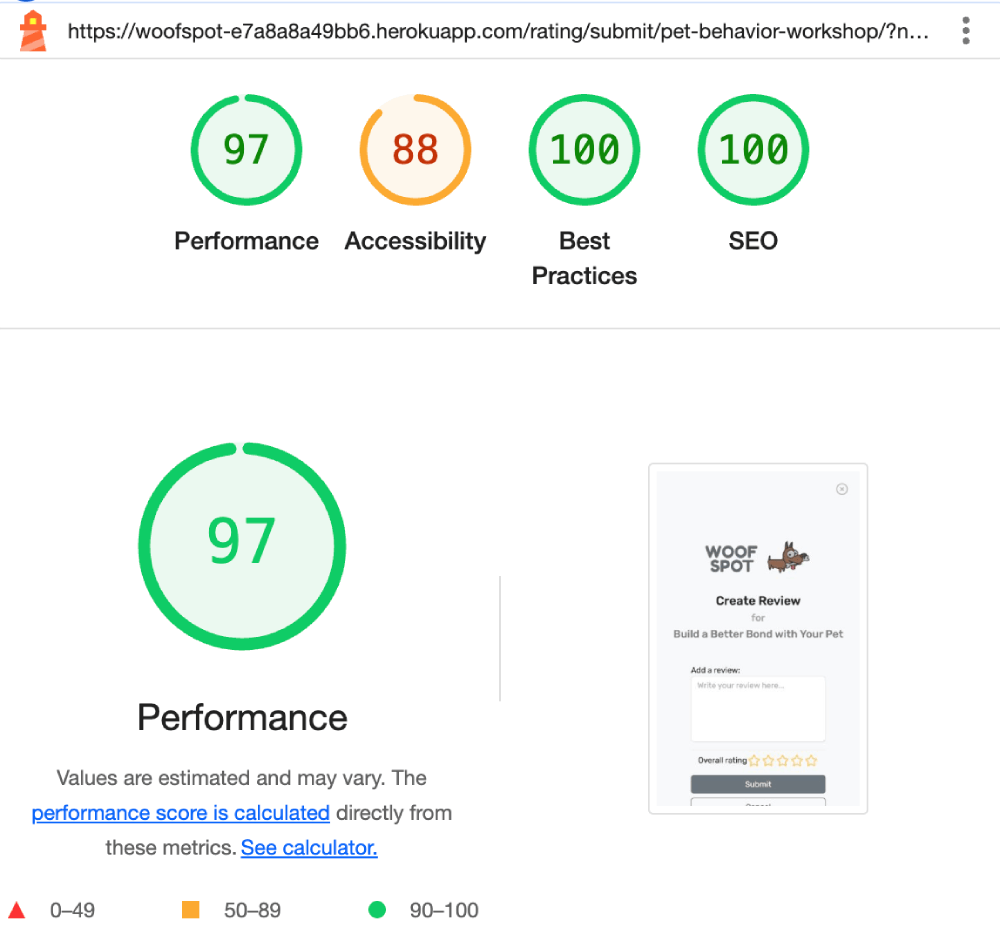 https://woofspot-e7a8a8a49bb6.herokuapp.com/rating/submit/pet-behavior-workshop/?n…
97
88
100
100
Performance
Accessibility
Best
Practices
SEO
97
Performance
Values are estimated and may vary. The
performance score is calculated directly from
these metrics. See calculator.
0–49
50–89
90–100
WOOF
SPOT
Create Review
for
Build a Better Bond with Your Pet
Add a review:
Write your review here...
Overall rating
Submit